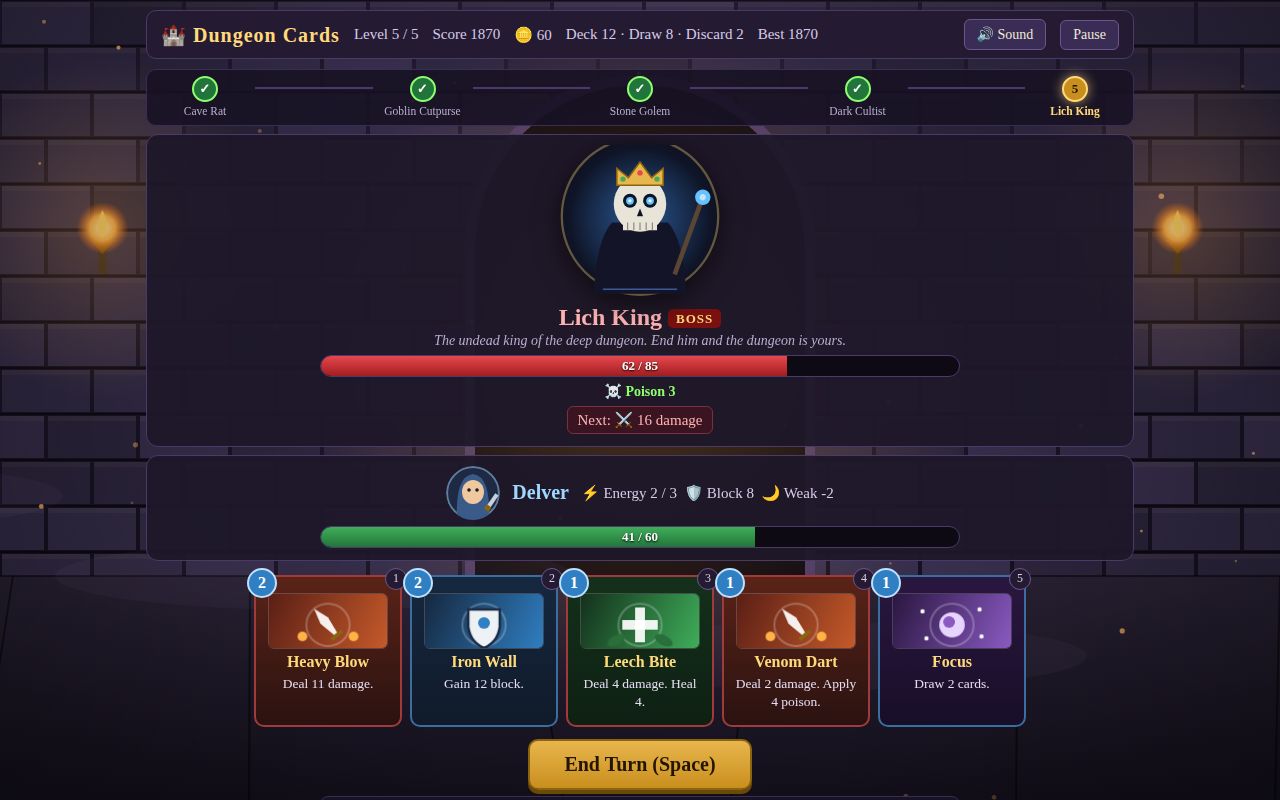 🏰 Dungeon Cards Level 5 / 5 Score 1870 🪙 60 Deck 12 · Draw 8 · Discard 2 Best 1870 🔊 Sound Pause
✓ ✓ ✓ ✓ 5
Cave Rat Goblin Cutpurse Stone Golem Dark Cultist Lich King
Lich King BOSS
The undead king of the deep dungeon. End him and the dungeon is yours.
62 / 85
☠️ Poison 3
Next: ⚔️ 16 damage
Delver ⚡ Energy 2 / 3 🛡️ Block 8 🌙 Weak -2
41 / 60
2 1
Heavy Blow
Deal 11 damage.
2 2
Iron Wall
Gain 12 block.
1 3
Leech Bite
Deal 4 damage. Heal
4.
1 4
Venom Dart
Deal 2 damage. Apply
4 poison.
1 5
Focus
Draw 2 cards.
End Turn (Space)